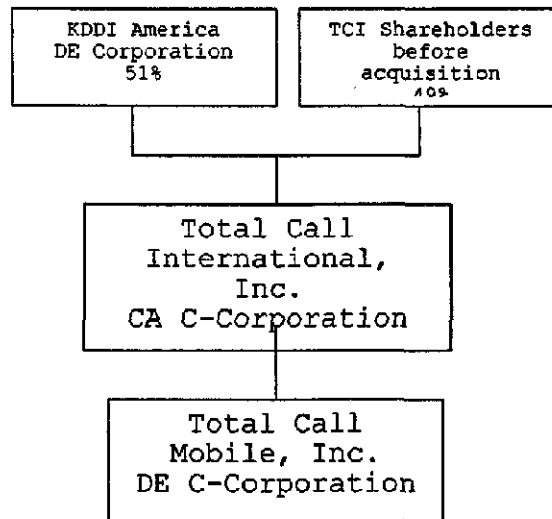 KDDI America
DE Corporation
51%
TCI Shareholders
before
acquisition
Total Call
International,
Inc.
CA C-Corporation
Total Call
Mobile, Inc.
DE C-Corporation